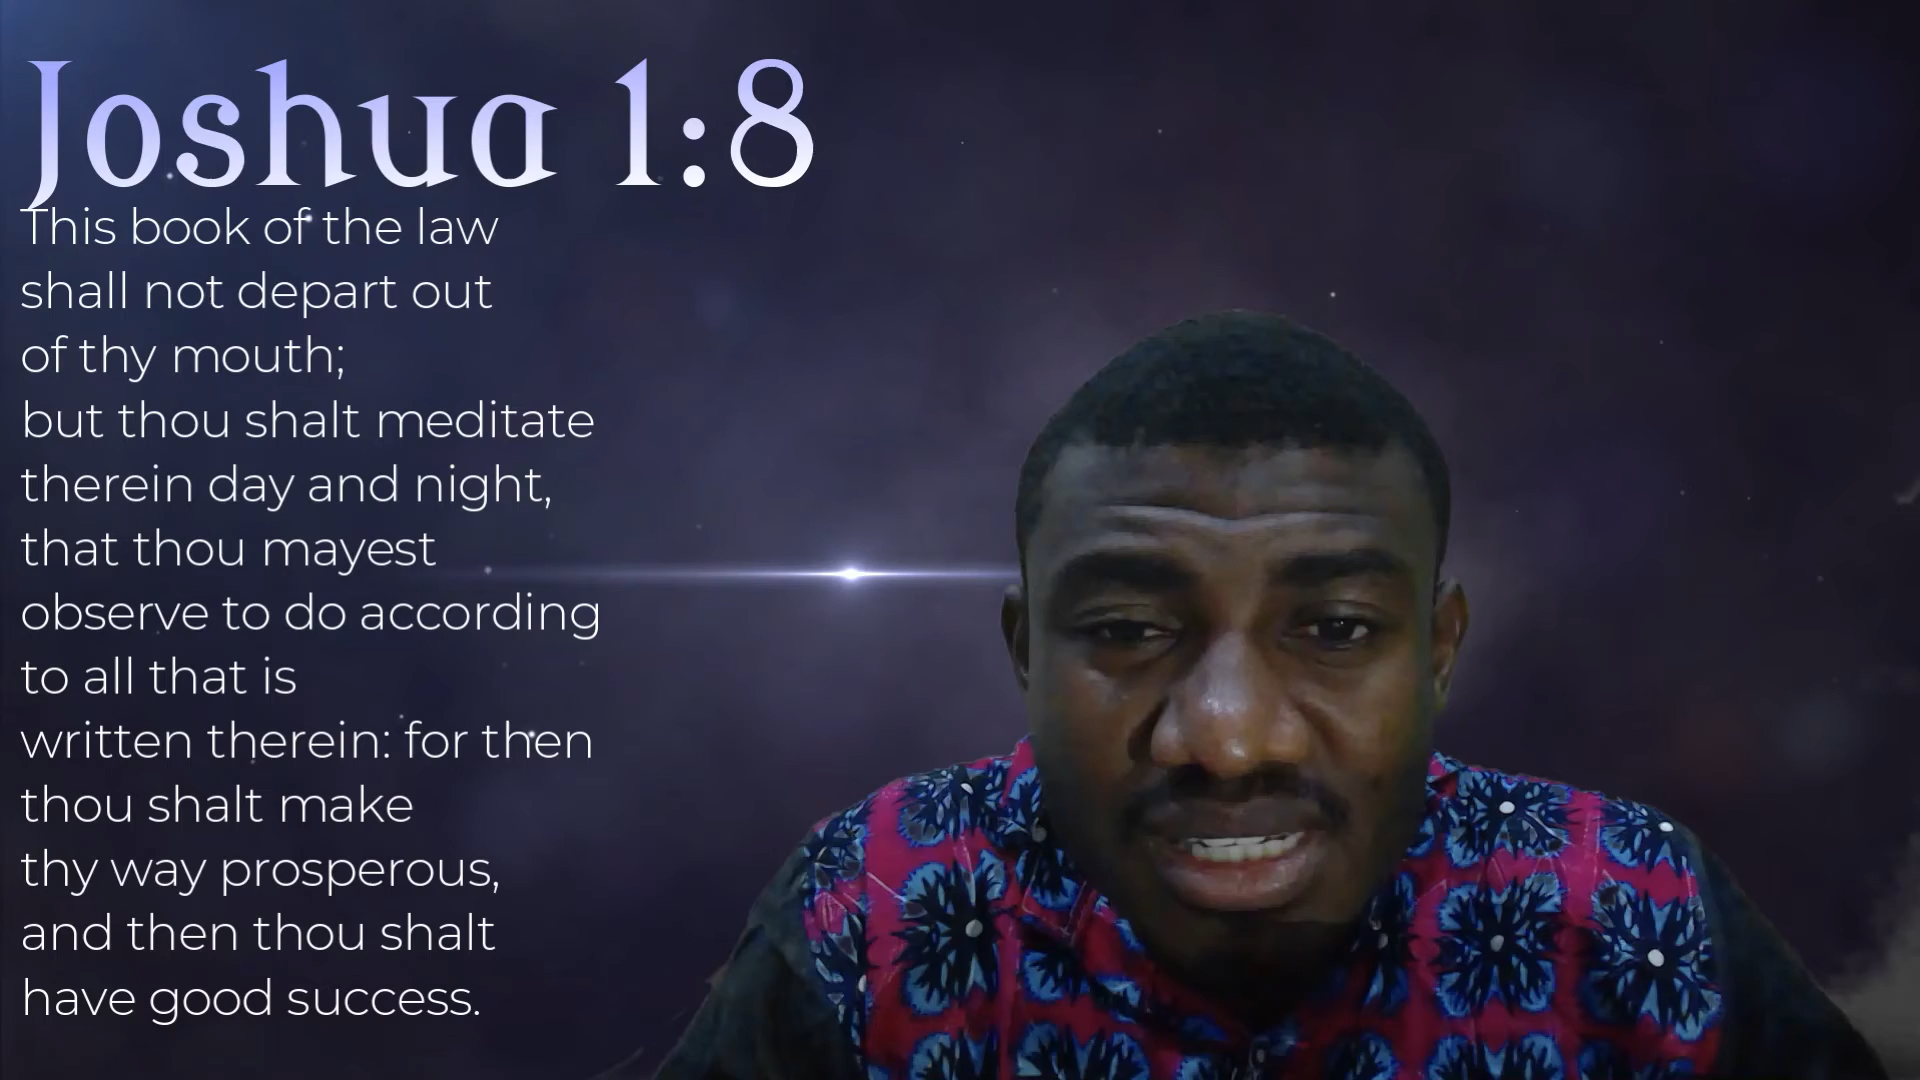 Joshua 1:8
This book of the law
shall not depart out
of thy mouth;
but thou shalt meditate
therein day and night,
that thou mayest
observe to do according
to all that is
written therein: for then
thou shalt make
thy way prosperous,
and then thou shalt
have good success.